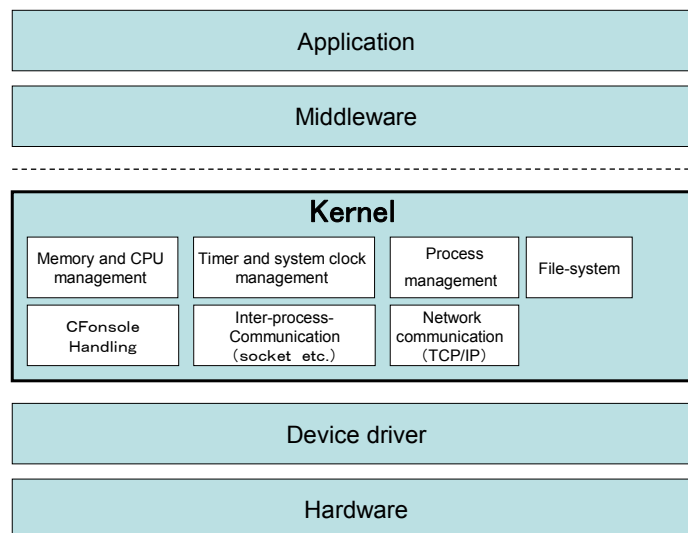 Application
Middleware
Kernel
Memory and CPU
management
Timer and system clock
management
Process
management
File-system
CFonsole
Handling
Inter-process-
Communication
（socket etc.）
Network
communication
（TCP/IP）
Device driver
Hardware